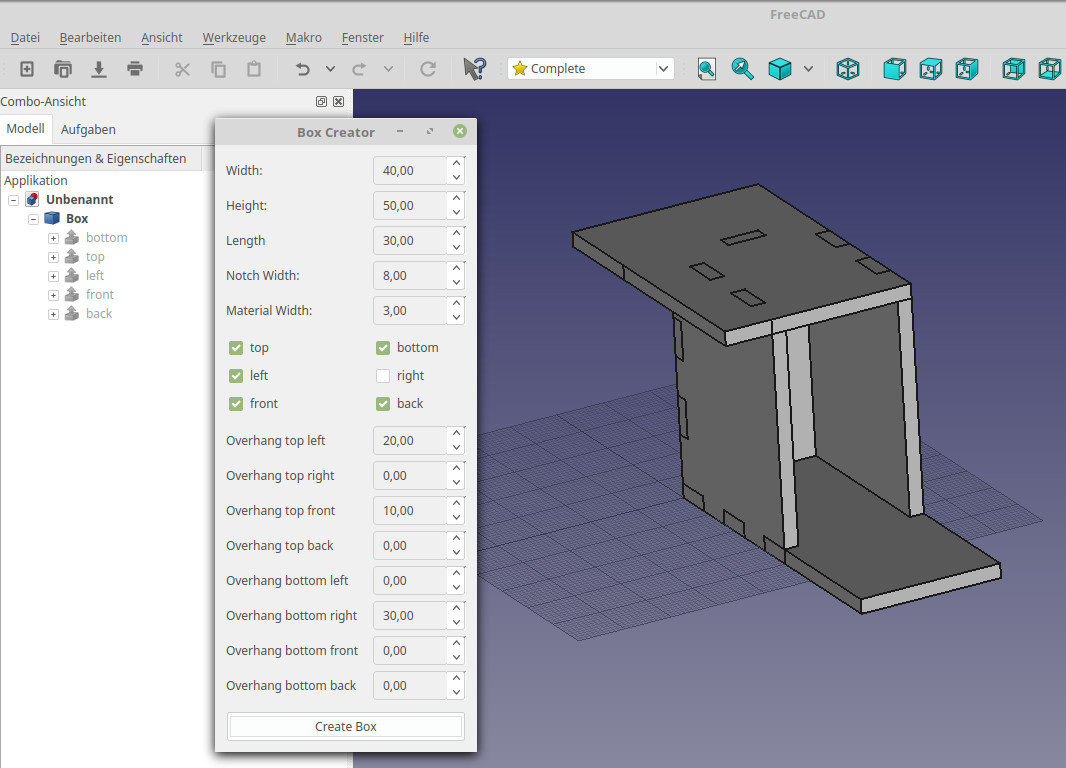 FreeCAD
Datei Bearbeiten Ansicht Werkzeuge Makro Fenster Hilfe
Complete
Combo-Ansicht
Modell Aufgaben
Bezeichnungen & Eigenschaften
Applikation
Unbenannt
Box
bottom
top
left
front
back
Box Creator
Width: 40,00
Height: 50,00
Length 30,00
Notch Width: 8,00
Material Width: 3,00
top bottom
left right
front back
Overhang top left 20,00
Overhang top right 0,00
Overhang top front 10,00
Overhang top back 0,00
Overhang bottom left 0,00
Overhang bottom right 30,00
Overhang bottom front 0,00
Overhang bottom back 0,00
Create Box